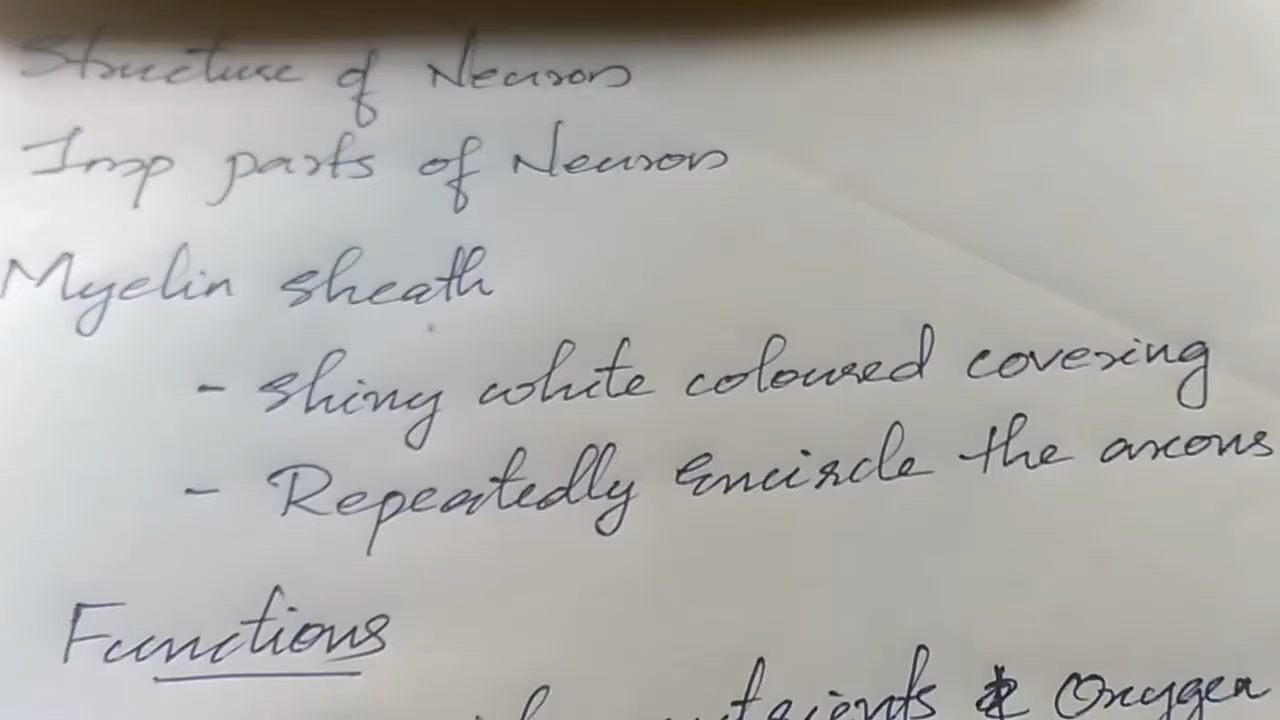 Structure of Neuron
Imp parts of Neuron
Myelin sheath
- Shiny white coloured covering
- Repeatedly Encircle the axons
Functions
nutrients & Oxygen